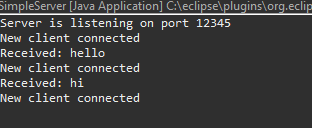 SimpleServer [Java Application] C:\eclipse\plugins\org.eclip
Server is listening on port 12345
New client connected
Received: hello
New client connected
Received: hi
New client connected